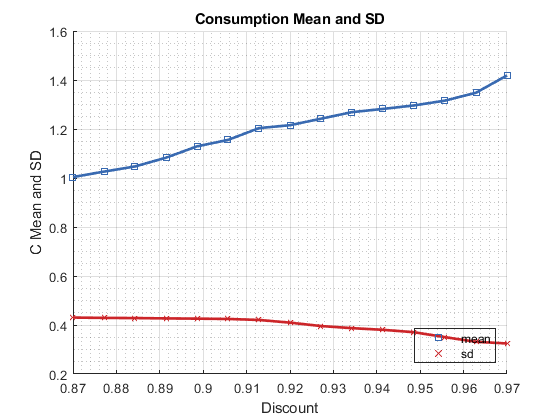 Consumption Mean and SD
C Mean and SD
1.6
1.4
1.2
1
0.8
0.6
0.4
0.2
mean
sd
0.87 0.88 0.89 0.9 0.91 0.92 0.93 0.94 0.95 0.96 0.97
Discount